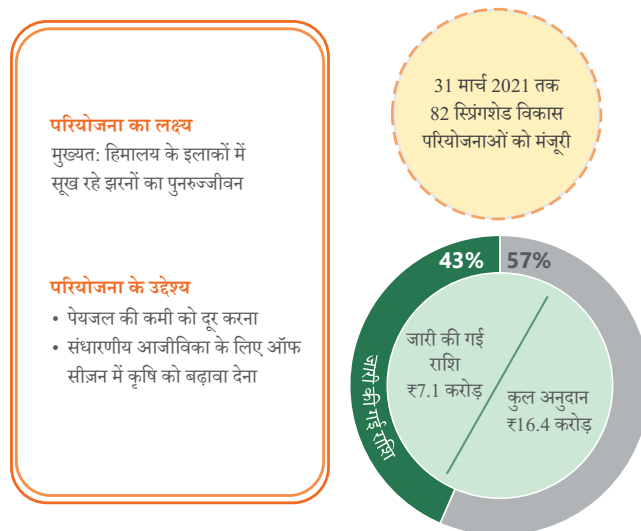 परियोजना का लक्ष्य
मुख्यत: हिमालय के इलाकों में
सूख रहे झरनों का पुनरुज्जीवन
परियोजना के उद्देश्य
• पेयजल की कमी को दूर करना
• संधारणीय आजीविका के लिए ऑफ
सीज़न में कृषि को बढ़ावा देना
31 मार्च 2021 तक
82 स्प्रिंगशेड विकास
परियोजनाओं को मंजूरी
43%
57%
जारी की गई
राशि
₹7.1 करोड़
कुल अनुदान
₹16.4 करोड़
जारी की गई राशि